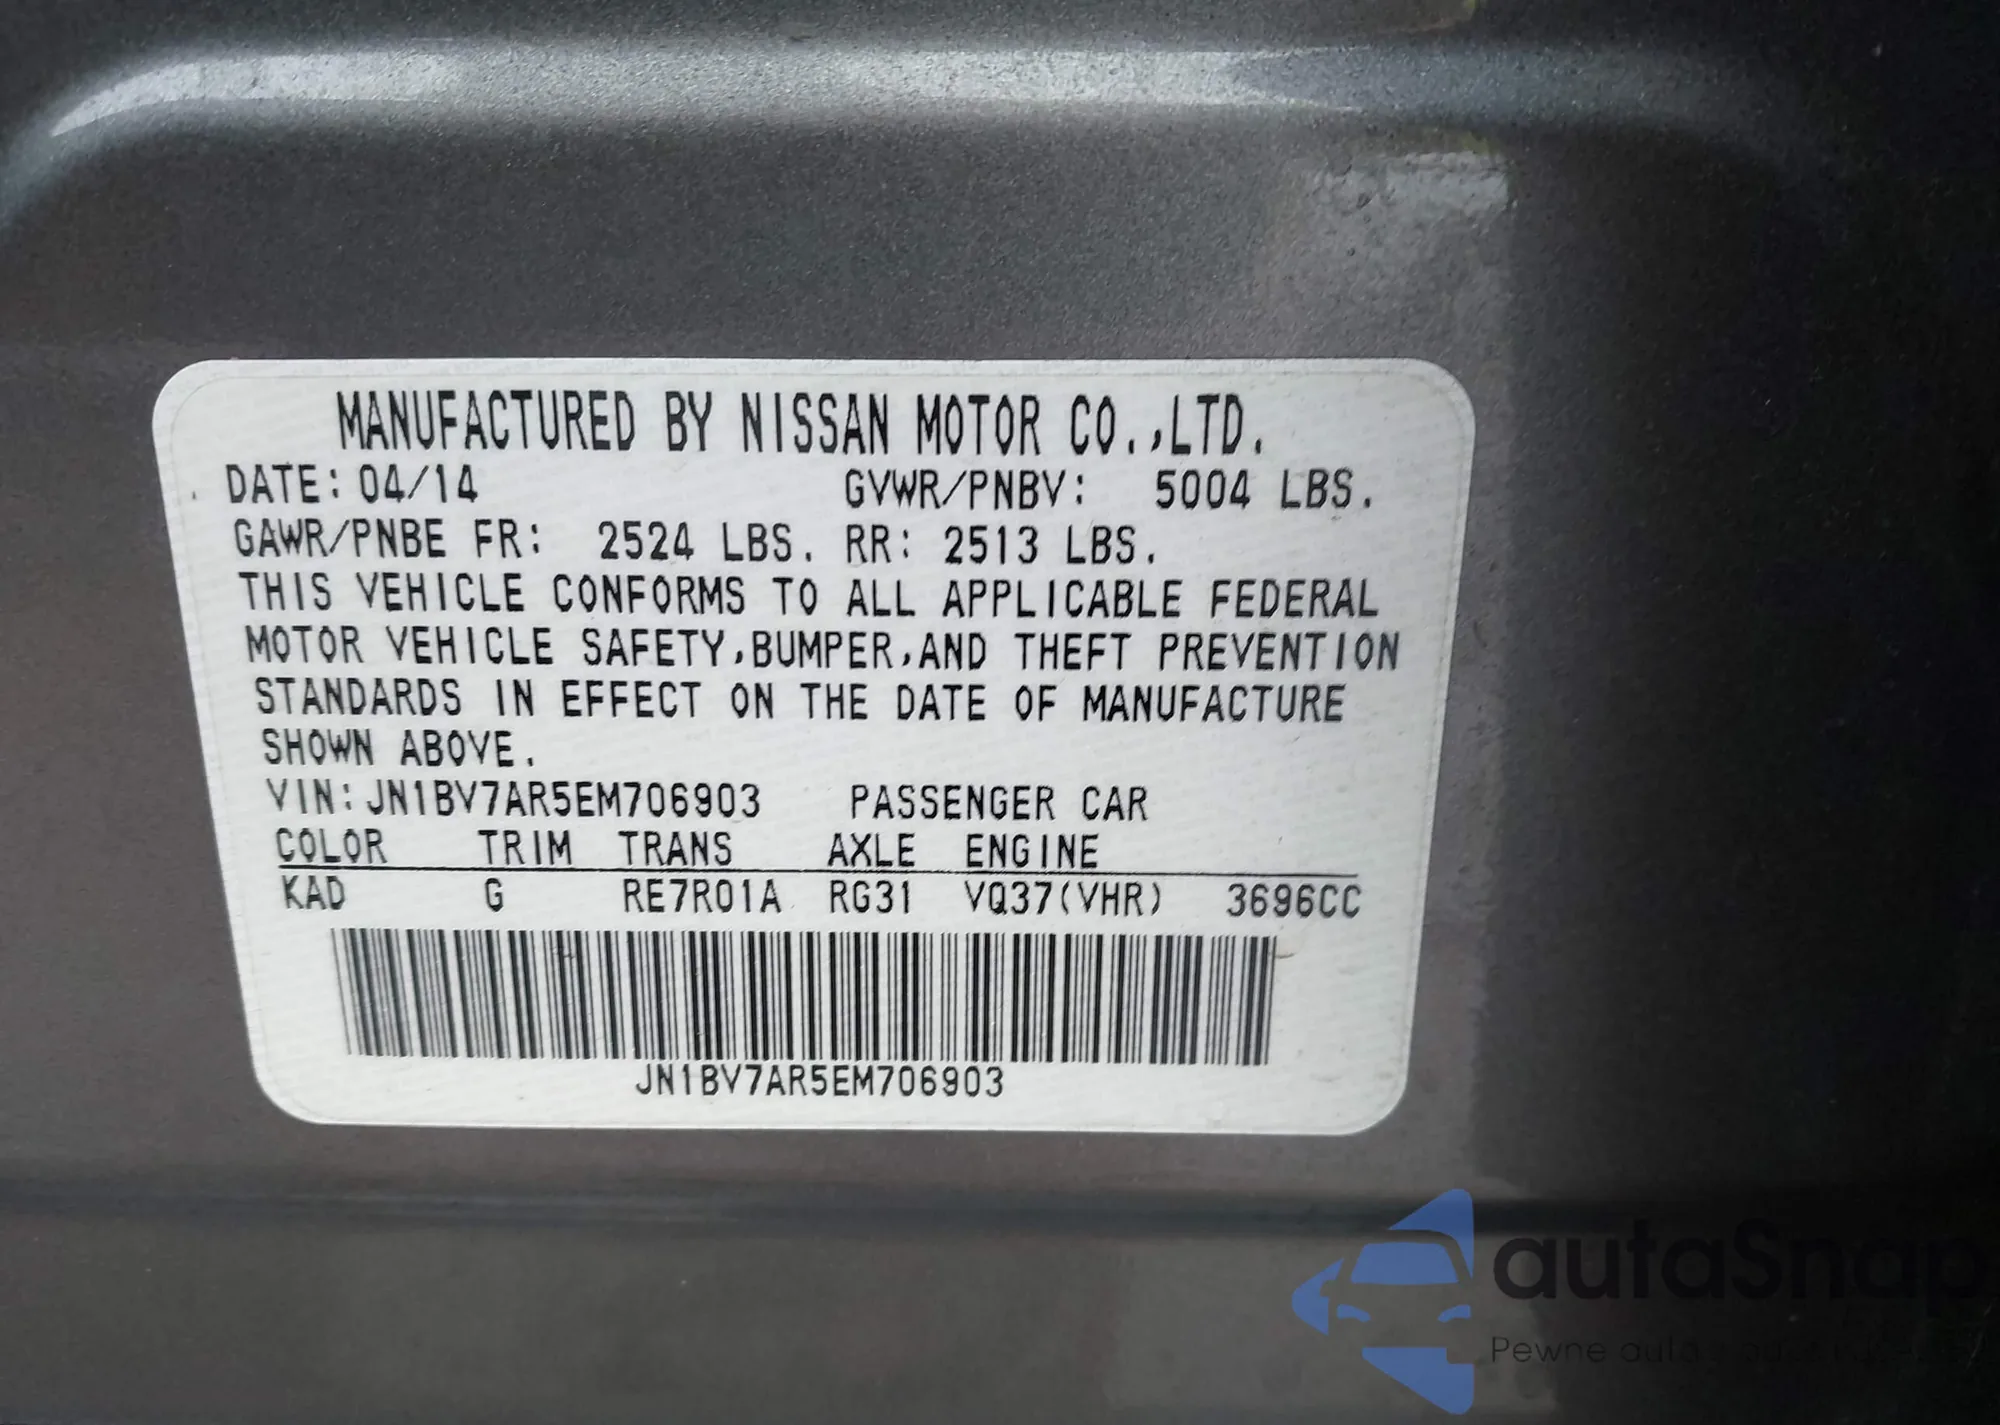 MANUFACTURED BY NISSAN MOTOR CO.,LTD.
DATE: 04/14 GVWR/PNBV: 5004 LBS.
GAWR/PNBE FR: 2524 LBS. RR: 2513 LBS.
THIS VEHICLE CONFORMS TO ALL APPLICABLE FEDERAL
MOTOR VEHICLE SAFETY,BUMPER,AND THEFT PREVENTION
STANDARDS IN EFFECT ON THE DATE OF MANUFACTURE
SHOWN ABOVE.
VIN: JN1BV7AR5EM706903 PASSENGER CAR
COLOR TRIM TRANS AXLE ENGINE
KAD G RE7R01A RG31 VQ37(VHR) 3696CC
JN1BV7AR5EM706903
autaSnap
Pewne auta